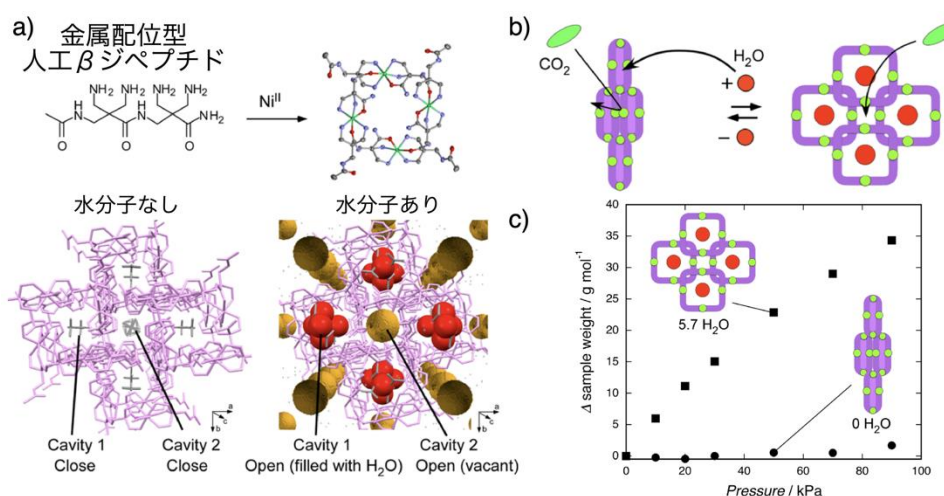 a)
金属配位型
人工βジペプチド
NH2 NH2 NH2 NH2
H
N
O
H
N
O
NH2
O
NiII
水分子なし
水分子あり
Cavity 1
Close
Cavity 2
Close
a
c
b
Cavity 1
Open (filled with H2O)
Cavity 2
Open (vacant)
a
c
b
b)
CO2
H2O
+
−
c)
Δ sample weight / g mol-1
40
35
30
25
20
15
10
5
0
5.7 H2O
0 H2O
0 20 40 60 80 100
Pressure / kPa